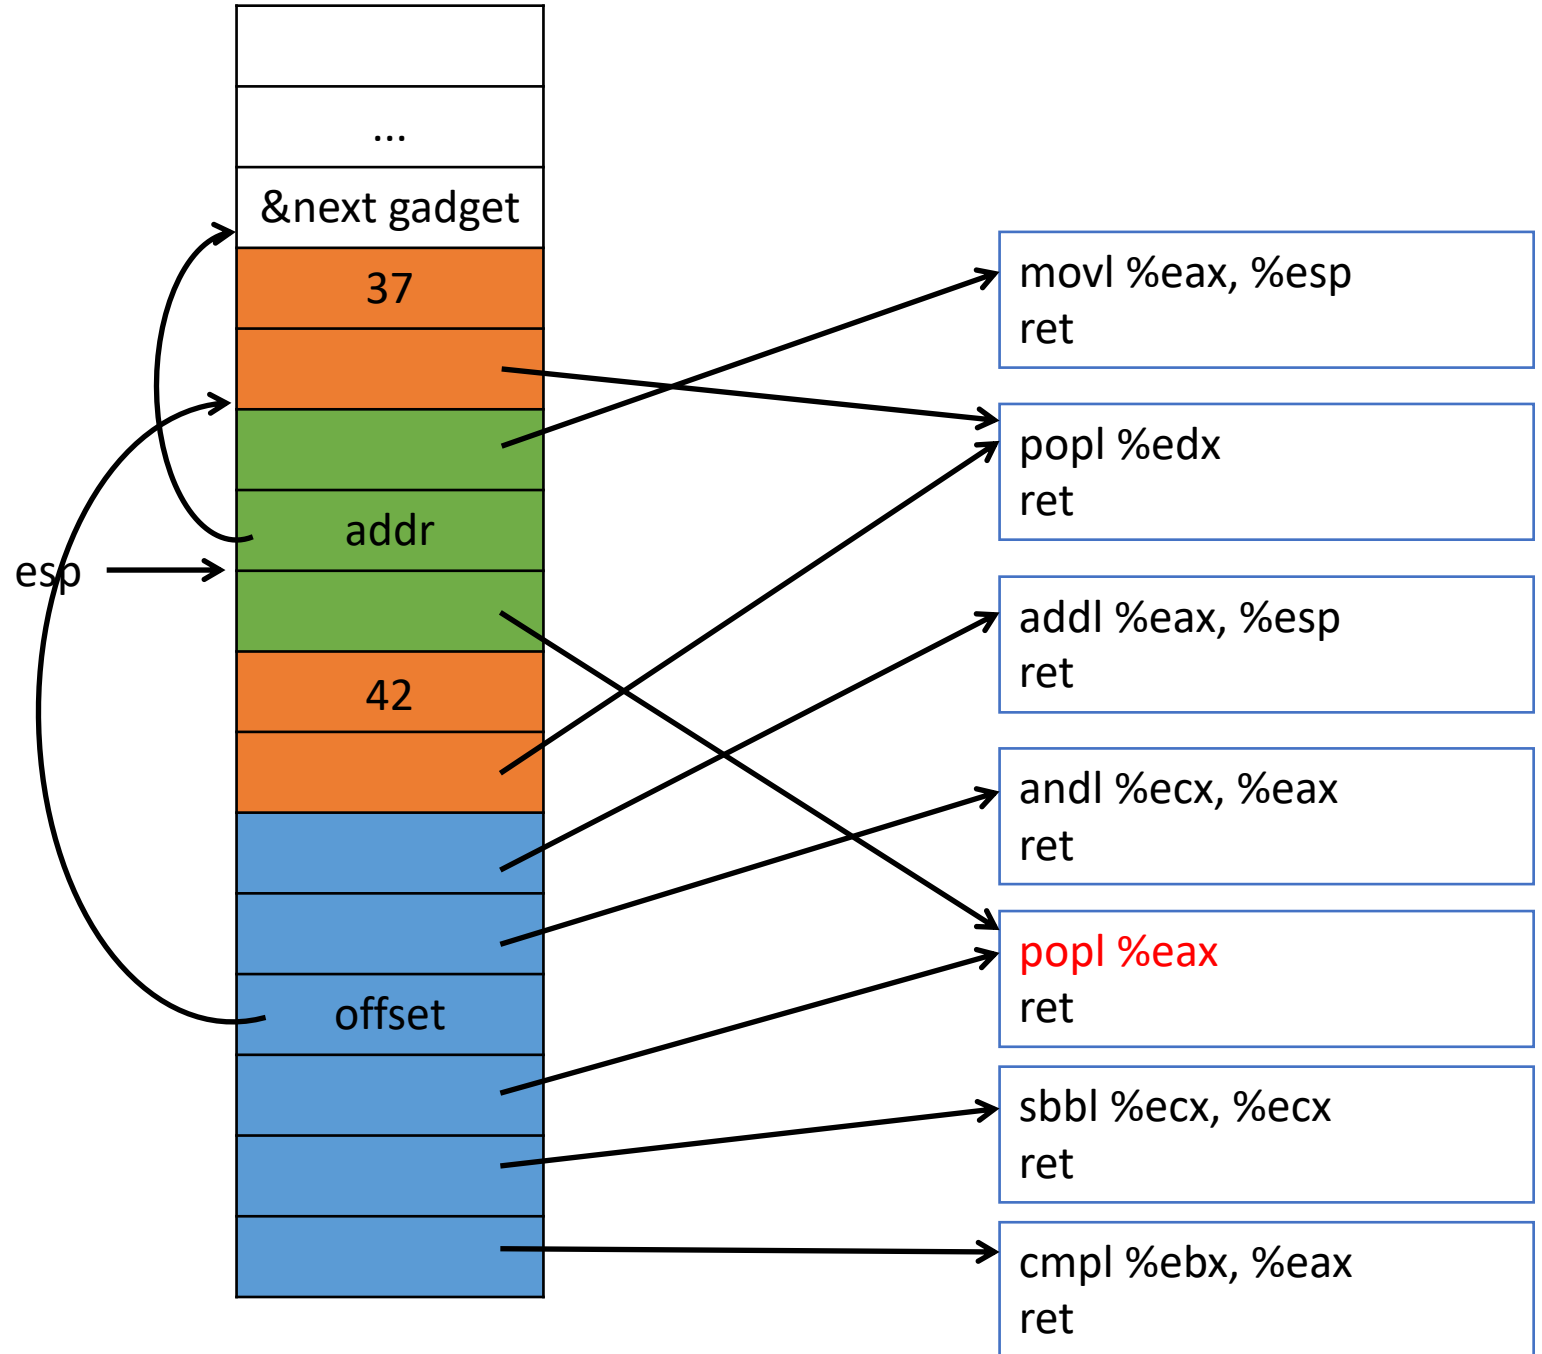 ...
&next gadget
37
addr
esp
42
offset
movl %eax, %esp
ret
popl %edx
ret
addl %eax, %esp
ret
andl %ecx, %eax
ret
popl %eax
ret
sbbl %ecx, %ecx
ret
cmpl %ebx, %eax
ret